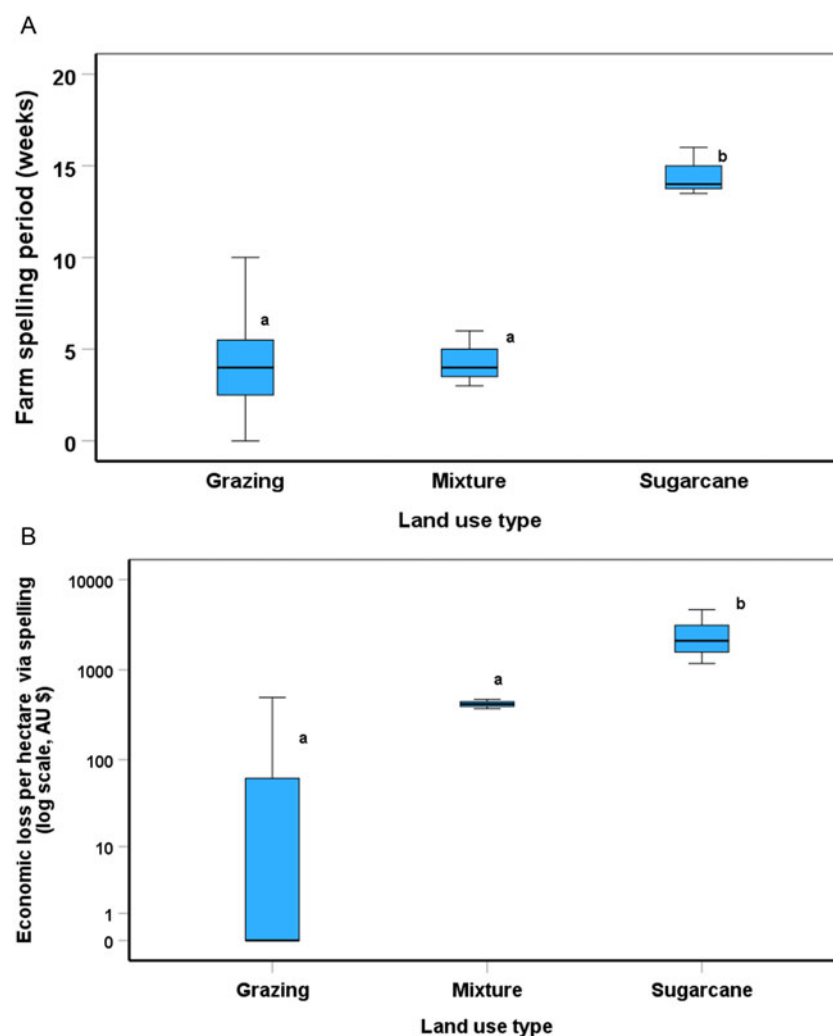 A
Farm spelling period (weeks)
20
15
10
5
0
a
a
b
Grazing
Mixture
Sugarcane
Land use type
B
Economic loss per hectare via spelling
(log scale, AU $)
10000
1000
100
10
1
0
a
a
b
Grazing
Mixture
Sugarcane
Land use type